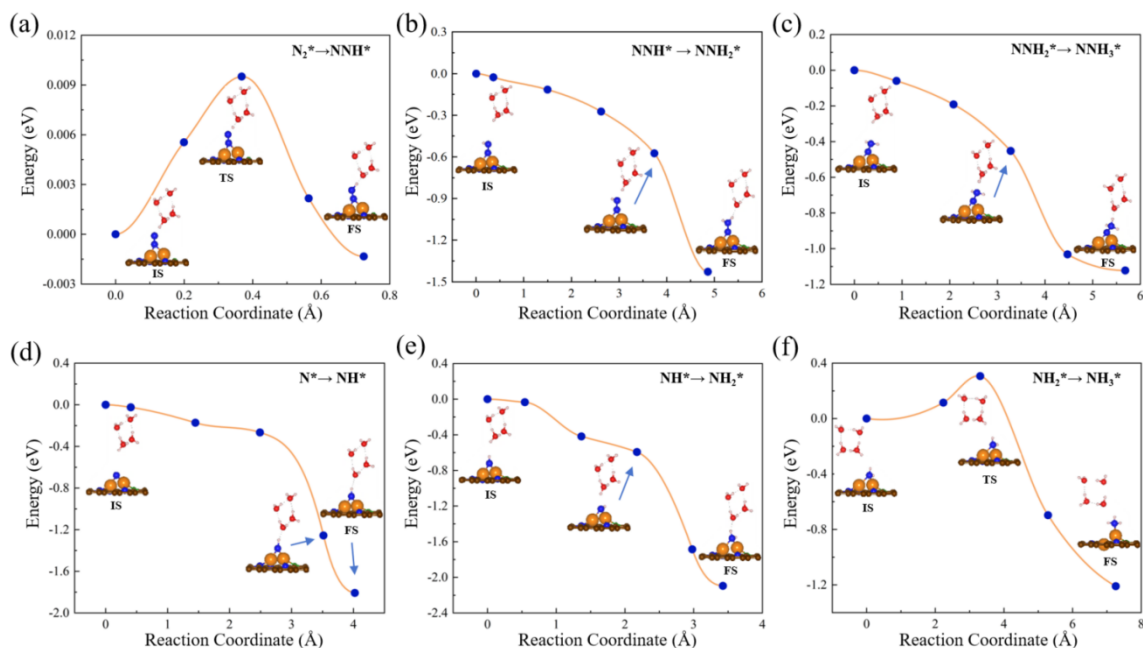 (a)
N₂*→NNH*
0.015
0.012
0.009
0.006
0.003
0.000
-0.003
Energy (eV)
IS
TS
FS
0.0 0.2 0.4 0.6 0.8
Reaction Coordinate (Å)
(b)
NNH*→NNH₂*
0.3
0.0
-0.3
-0.6
-0.9
-1.2
-1.5
Energy (eV)
IS
FS
0 1 2 3 4 5 6
Reaction Coordinate (Å)
(c)
NNH₂*→NNH₃*
0.2
0.0
-0.2
-0.4
-0.6
-0.8
-1.0
-1.2
Energy (eV)
IS
FS
0 1 2 3 4 5 6
Reaction Coordinate (Å)
(d)
N*→ NH*
0.4
0.0
-0.4
-0.8
-1.2
-1.6
-2.0
Energy (eV)
IS
FS
0 1 2 3 4
Reaction Coordinate (Å)
(e)
NH*→NH₂*
0.6
0.0
-0.6
-1.2
-1.8
-2.4
Energy (eV)
IS
FS
0 1 2 3 4
Reaction Coordinate (Å)
(f)
NH₂*→NH₃*
0.4
0.0
-0.4
-0.8
-1.2
Energy (eV)
IS
TS
FS
0 2 4 6 8
Reaction Coordinate (Å)